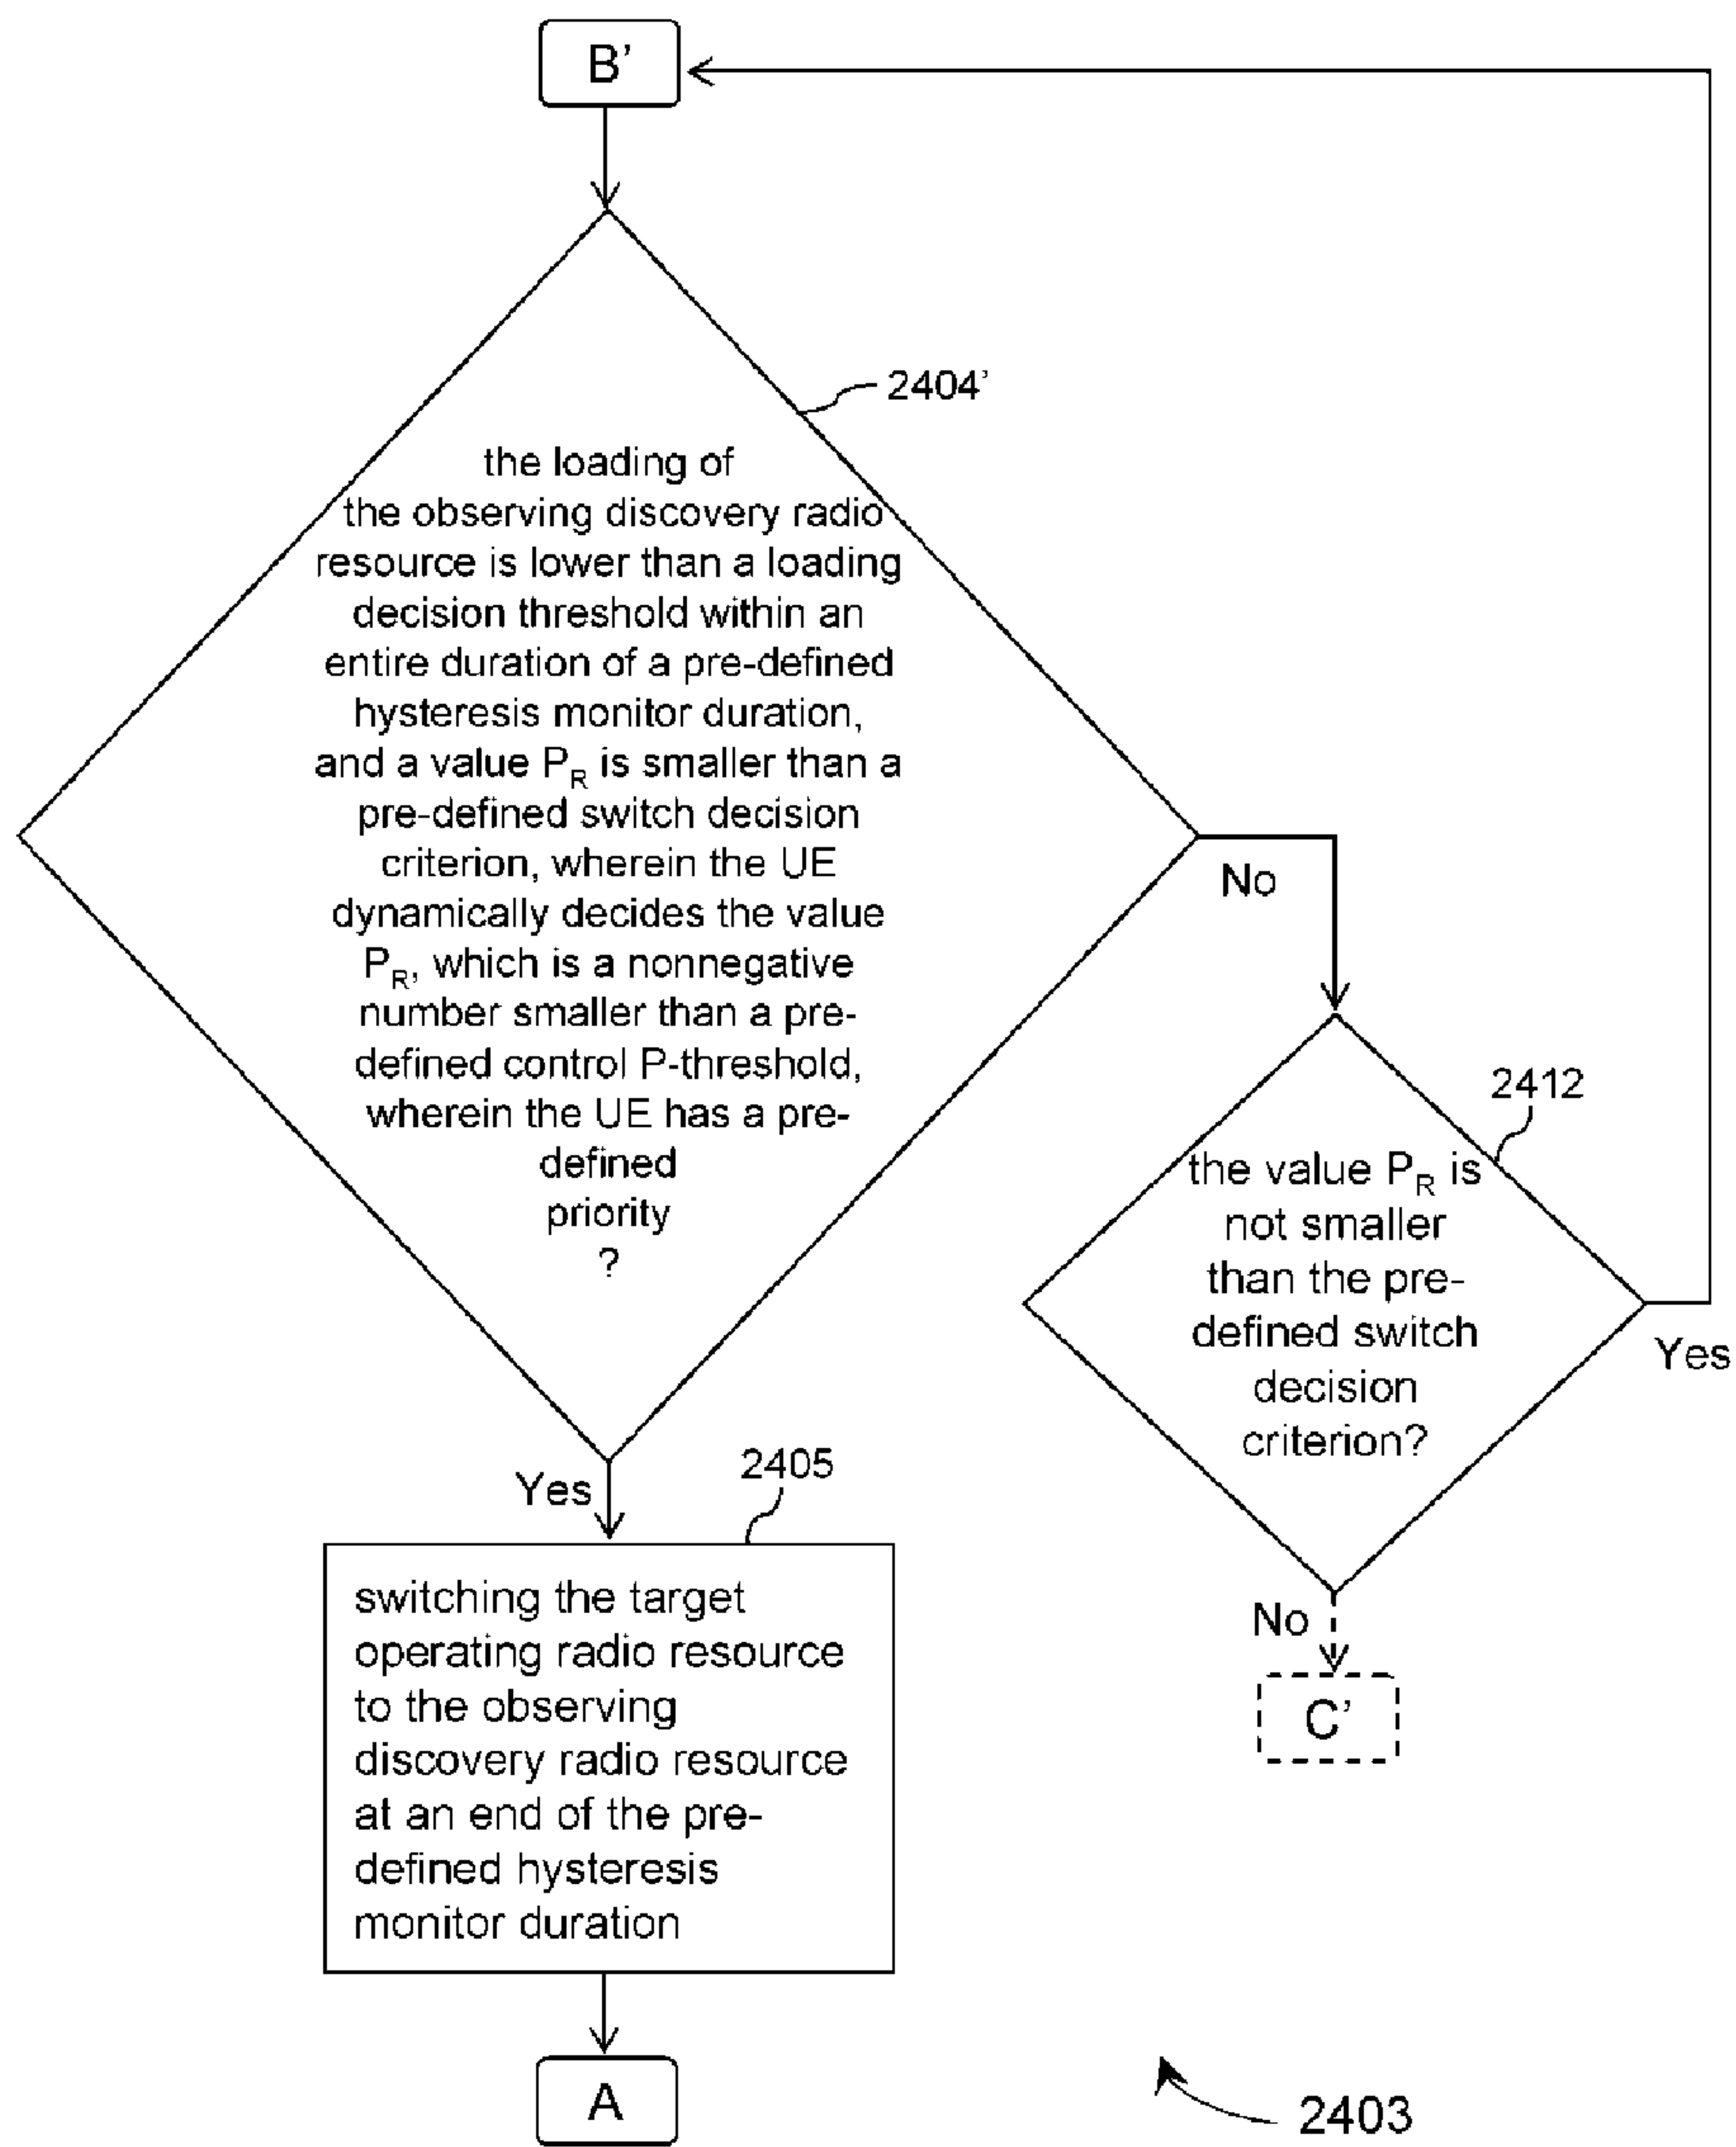 B’
2404’
the loading of
the observing discovery radio
resource is lower than a loading
decision threshold within an
entire duration of a pre-defined
hysteresis monitor duration,
and a value PR is smaller than a
pre-defined switch decision
criterion, wherein the UE
dynamically decides the value
PR, which is a nonnegative
number smaller than a pre-
defined control P-threshold,
wherein the UE has a pre-
defined
priority
?
No
2412
the value PR is
not smaller
than the pre-
defined switch
decision
criterion?
Yes
Yes
2405
switching the target
operating radio resource
to the observing
discovery radio resource
at an end of the pre-
defined hysteresis
monitor duration
No
C’
A
2403